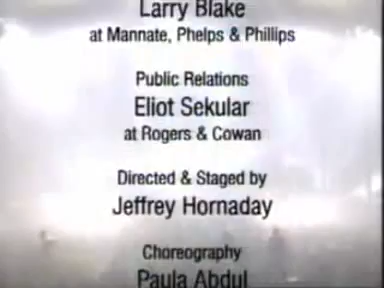 Larry Blake
at Mannate, Phelps & Phillips
Public Relations
Eliot Sekular
at Rogers & Cowan
Directed & Staged by
Jeffrey Hornaday
Choreography
Paula Abdul